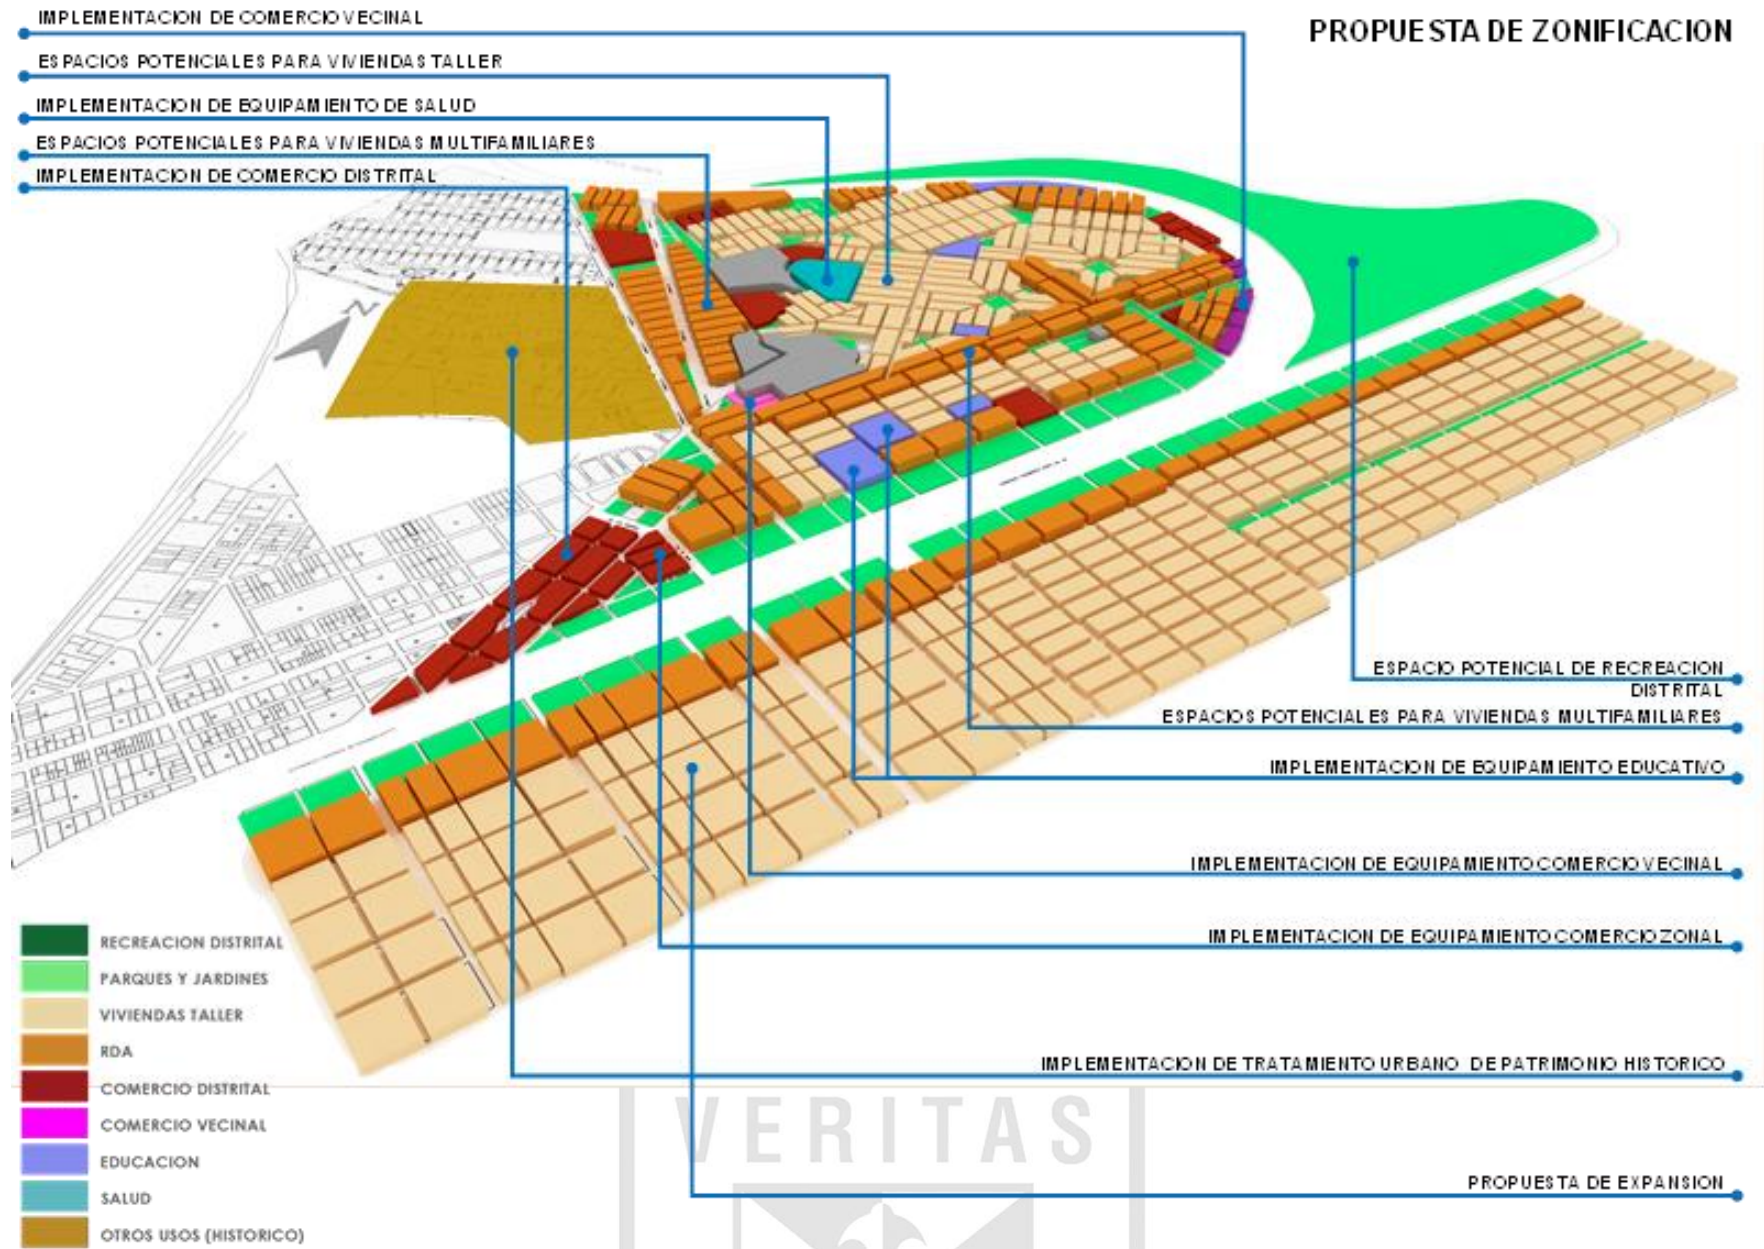 IMPLEMENTACION DE COMERCIO VECINAL
PROPUESTA DE ZONIFICACION
ESPACIOS POTENCIALES PARA VIVIENDAS TALLER
IMPLEMENTACION DE EQUIPAMIENTO DE SALUD
ESPACIOS POTENCIALES PARA VIVIENDAS MULTIFAMILIARES
IMPLEMENTACION DE COMERCIO DISTRITAL
N
ESPACIO POTENCIAL DE RECREACION
DISTRITAL
ESPACIOS POTENCIALES PARA VIVIENDAS MULTIFAMILIARES
IMPLEMENTACION DE EQUIPAMIENTO EDUCATIVO
IMPLEMENTACION DE EQUIPAMIENTO COMERCIO VECINAL
IMPLEMENTACION DE EQUIPAMIENTO COMERCIO ZONAL
IMPLEMENTACION DE TRATAMIENTO URBANO DE PATRIMONIO HISTORICO
PROPUESTA DE EXPANSION
RECREACION DISTRITAL
PARQUES Y JARDINES
VIVIENDAS TALLER
RDA
COMERCIO DISTRITAL
COMERCIO VECINAL
EDUCACION
SALUD
OTROS USOS (HISTORICO)
VERITAS